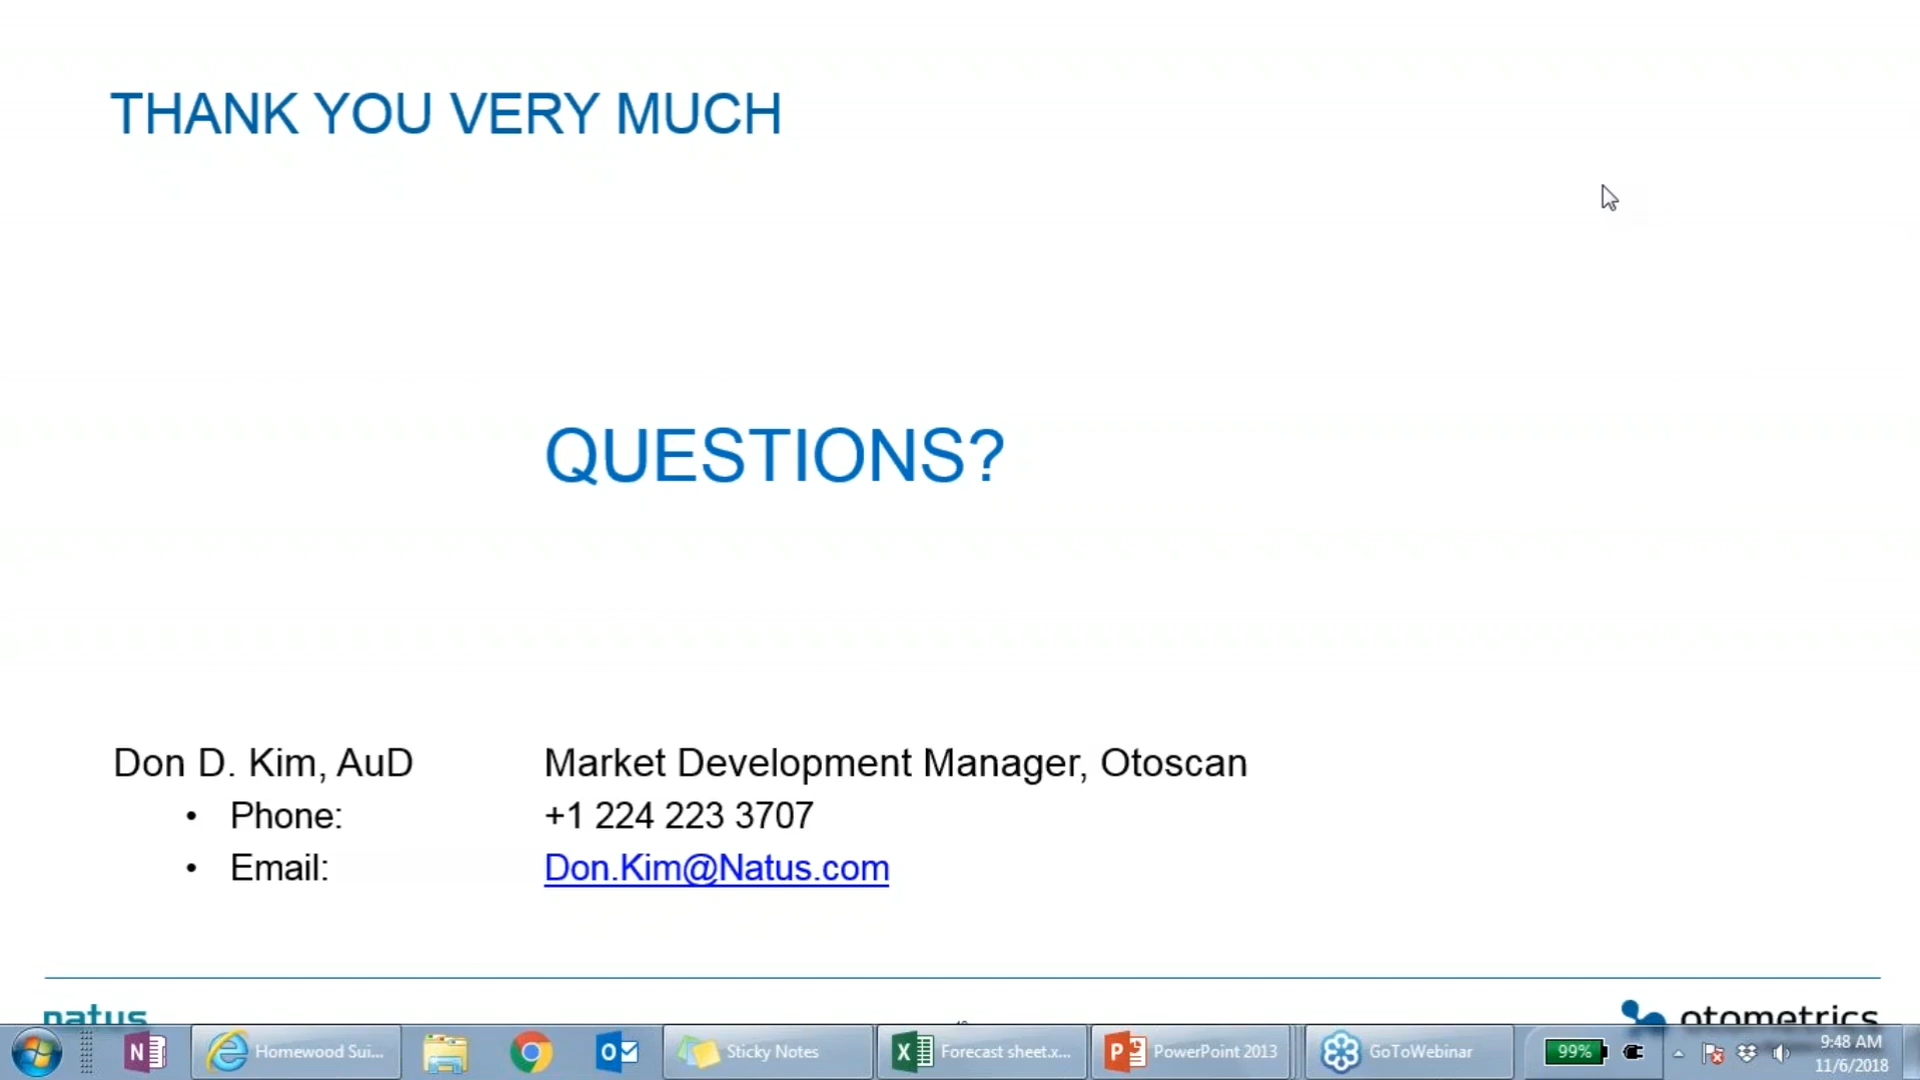 THANK YOU VERY MUCH
QUESTIONS?
Don D. Kim, AuD Market Development Manager, Otoscan
• Phone: +1 224 223 3707
• Email: Don.Kim@Natus.com
natus otometrics
Homewood Sui... Sticky Notes Forecast sheet.x... PowerPoint 2013 GoToWebinar 99% 9:48 AM
11/6/2018